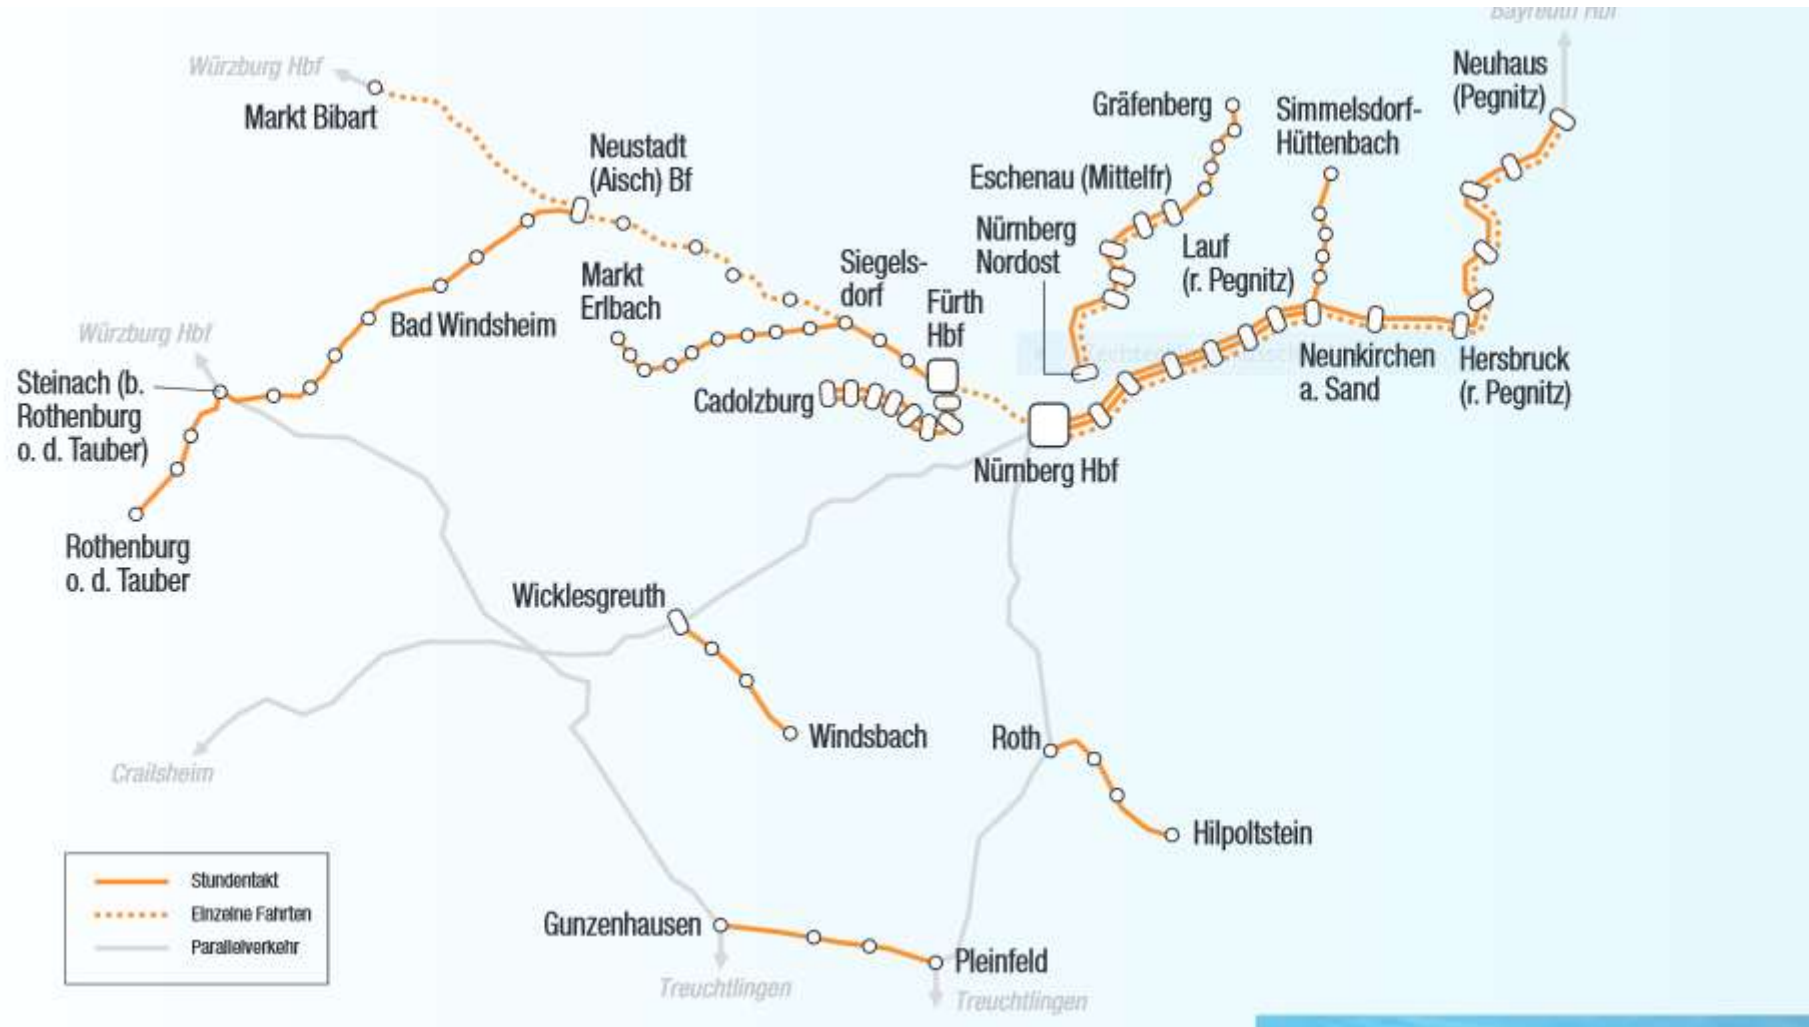 Bayreuth Hbf
Würzburg Hbf
Markt Bibart
Neustadt
(Aisch) Bf
Gräfenberg
Simmelsdorf-
Hüttenbach
Neuhaus
(Pegnitz)
Eschenau (Mittelfr)
Nürnberg
Nordost
Lauf
(r. Pegnitz)
Markt
Erlbach
Siegels-
dorf
Fürth
Hbf
Bad Windsheim
Würzburg Hbf
Steinach (b.
Rothenburg
o. d. Tauber)
Cadolzburg
Neunkirchen
a. Sand
Hersbruck
(r. Pegnitz)
Nürnberg Hbf
Rothenburg
o. d. Tauber
Wicklesgreuth
Windsbach
Roth
Crailsheim
Hilpoltstein
Stundentakt
Einzelne Fahrten
Parallelverkehr
Gunzenhausen
Pleinfeld
Treuchtlingen
Treuchtlingen